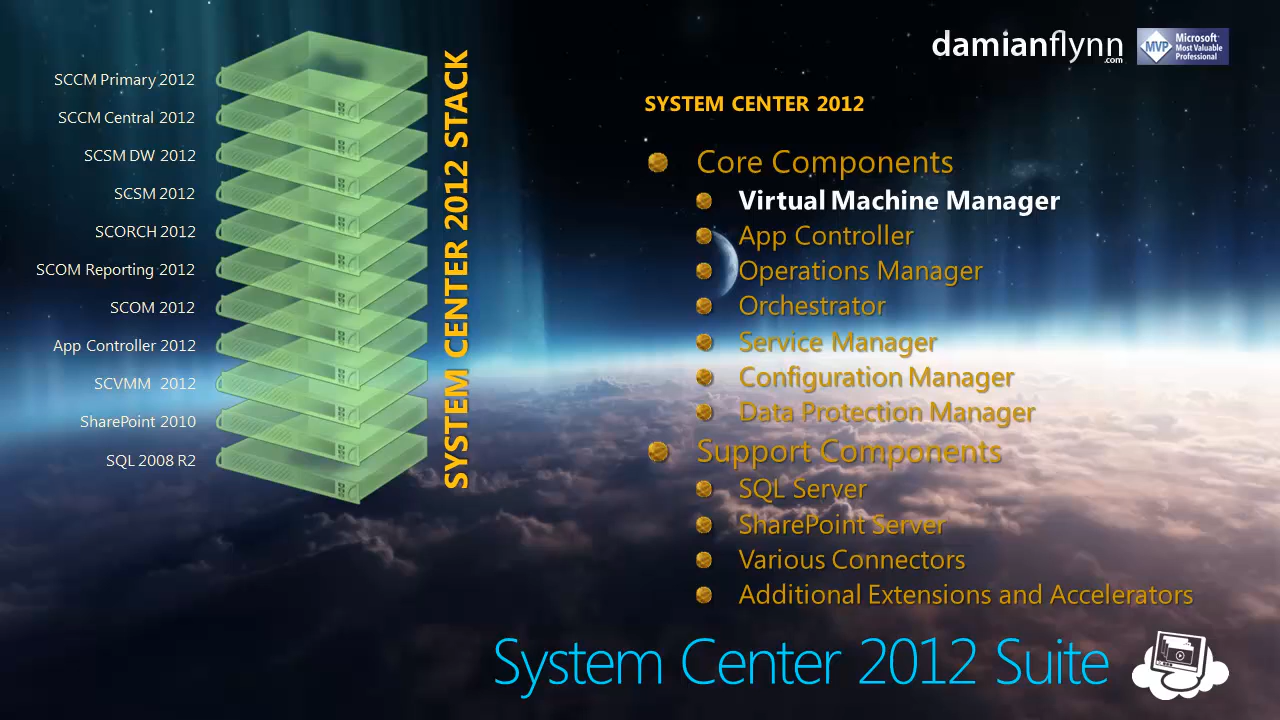 damianflynn
.com
MVP
Microsoft
Most Valuable
Professional
SCCM Primary 2012
SCCM Central 2012
SCSM DW 2012
SCSM 2012
SCORCH 2012
SCOM Reporting 2012
SCOM 2012
App Controller 2012
SCVMM 2012
SharePoint 2010
SQL 2008 R2
SYSTEM CENTER 2012 STACK
SYSTEM CENTER 2012
Core Components
Virtual Machine Manager
App Controller
Operations Manager
Orchestrator
Service Manager
Configuration Manager
Data Protection Manager
Support Components
SQL Server
SharePoint Server
Various Connectors
Additional Extensions and Accelerators
System Center 2012 Suite